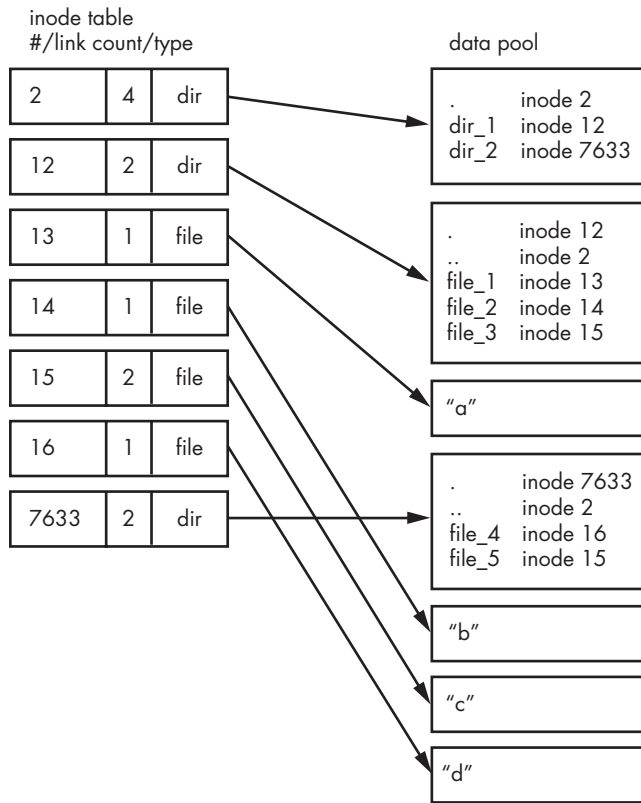 inode table
#/link count/type
2 4 dir
12 2 dir
13 1 file
14 1 file
15 2 file
16 1 file
7633 2 dir
data pool
. inode 2
dir_1 inode 12
dir_2 inode 7633
. inode 12
.. inode 2
file_1 inode 13
file_2 inode 14
file_3 inode 15
“a”
. inode 7633
.. inode 2
file_4 inode 16
file_5 inode 15
“b”
“c”
“d”